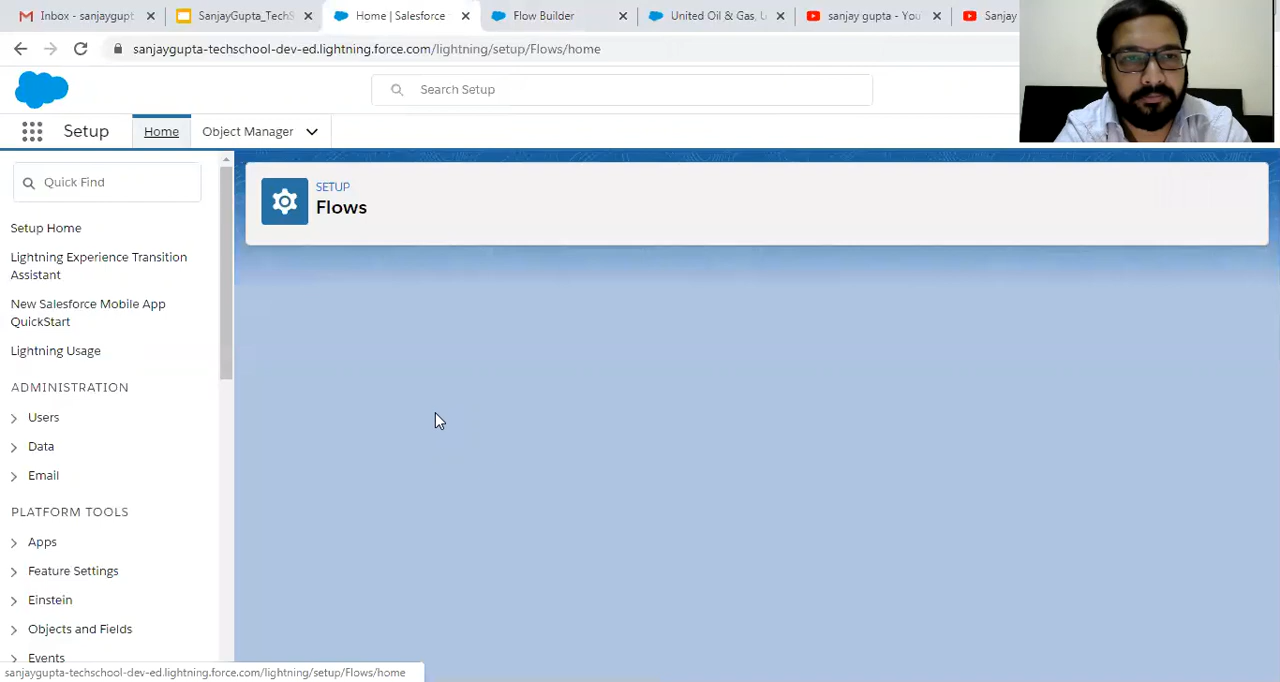 Inbox - sanjaygupt
SanjayGupta_TechS
Home | Salesforce
Flow Builder
United Oil & Gas, L
sanjay gupta - You
Sanjay
sanjaygupta-techschool-dev-ed.lightning.force.com/lightning/setup/Flows/home
Search Setup
Setup
Home
Object Manager
Quick Find
SETUP
Flows
Setup Home
Lightning Experience Transition
Assistant
New Salesforce Mobile App
QuickStart
Lightning Usage
ADMINISTRATION
Users
Data
Email
PLATFORM TOOLS
Apps
Feature Settings
Einstein
Objects and Fields
Events
sanjaygupta-techschool-dev-ed.lightning.force.com/lightning/setup/Flows/home